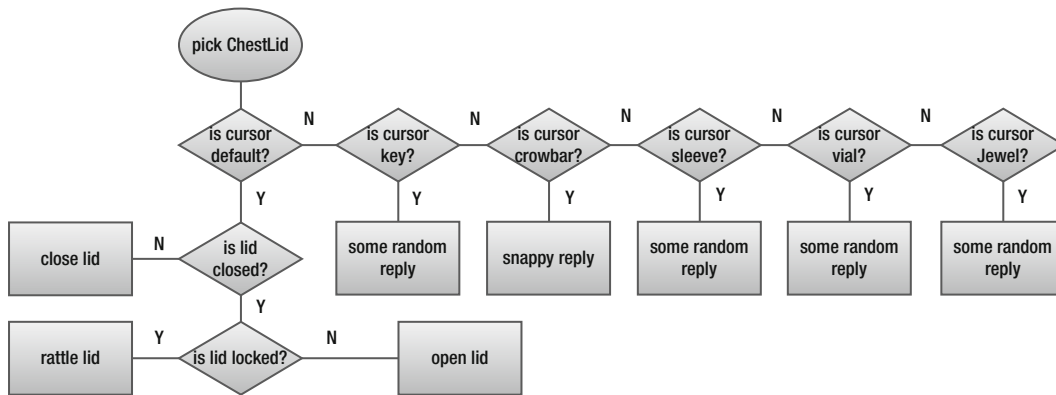 pick ChestLid
N
N
N
N
N
is cursor
default?
is cursor
key?
is cursor
crowbar?
is cursor
sleeve?
is cursor
vial?
is cursor
Jewel?
Y
Y
Y
Y
Y
Y
close lid
N
is lid
closed?
some random
reply
snappy reply
some random
reply
some random
reply
some random
reply
Y
rattle lid
Y
is lid locked?
N
open lid